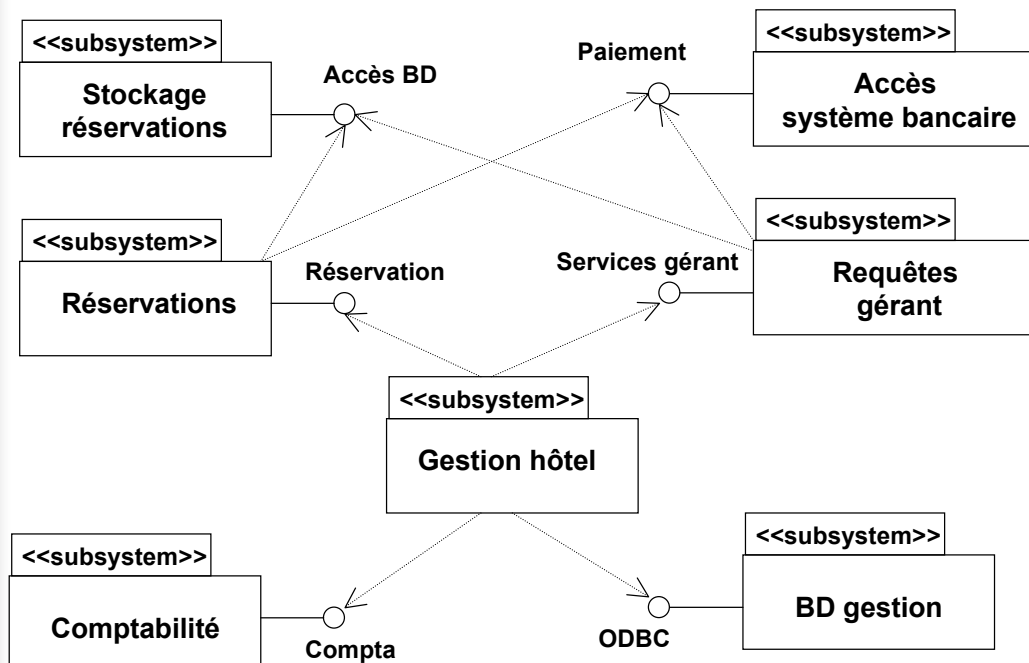 <<subsystem>>
Stockage
réservations
Accès BD
Paiement
<<subsystem>>
Accès
système bancaire
<<subsystem>>
Réservations
Réservation
Services gérant
<<subsystem>>
Requêtes
gérant
<<subsystem>>
Gestion hôtel
<<subsystem>>
Comptabilité
Compta
ODBC
<<subsystem>>
BD gestion